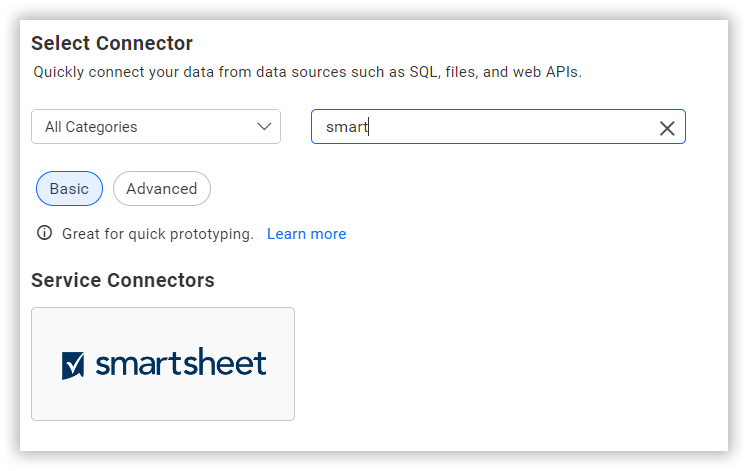 Select Connector
Quickly connect your data from data sources such as SQL, files, and web APIs.
All Categories
smart
Basic
Advanced
Great for quick prototyping. Learn more
Service Connectors
smartsheet